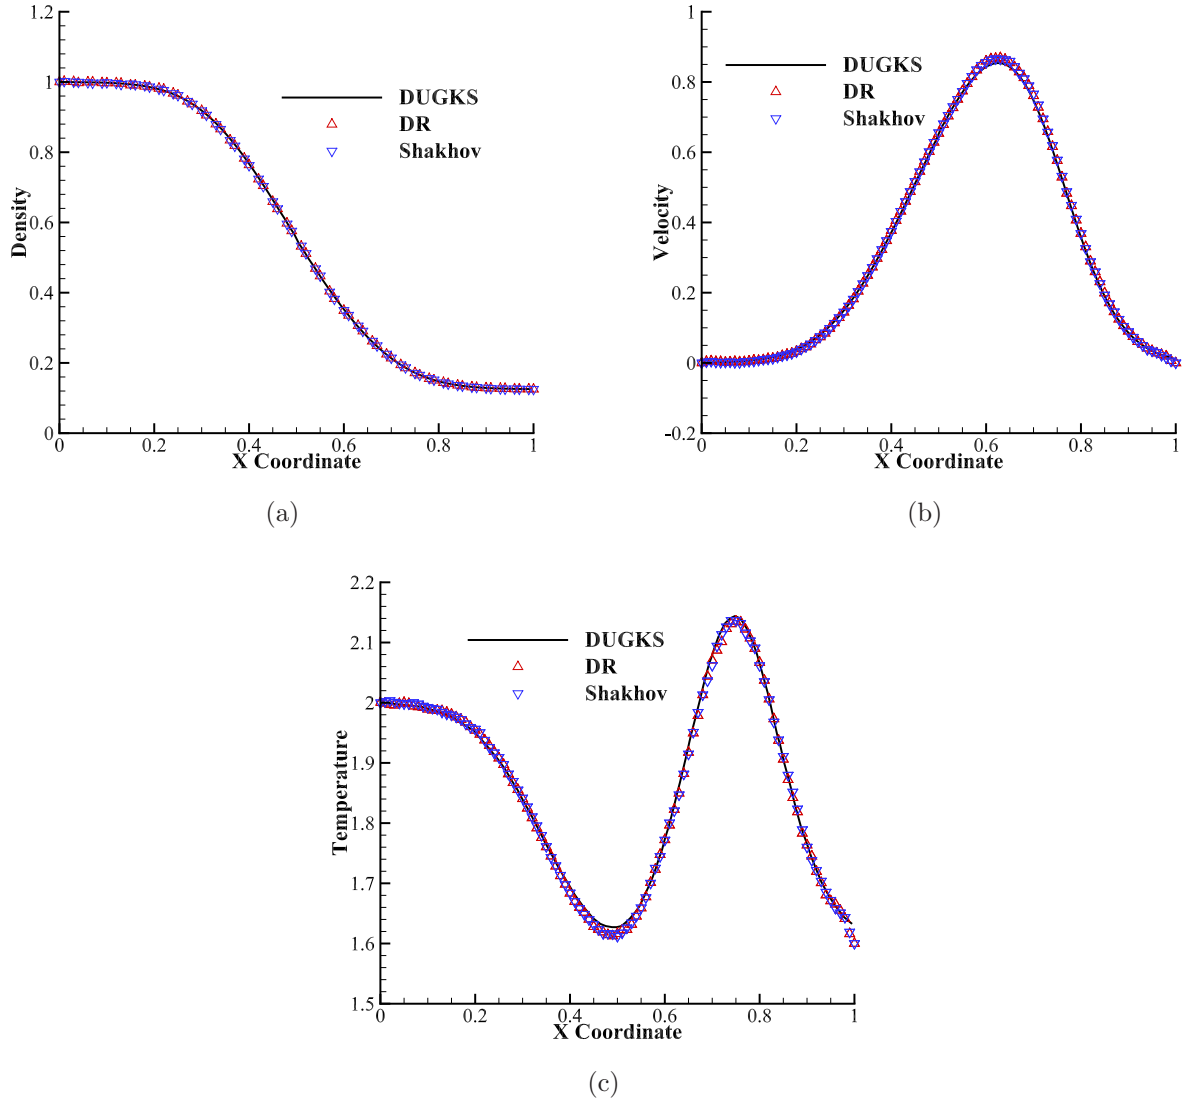 1.2
1
0.8
0.6
0.4
0.2
0
Density
DUGKS
DR
Shakhov
0 0.2 0.4 0.6 0.8 1
X Coordinate
(a)
1
0.8
0.6
0.4
0.2
0
-0.2
Velocity
DUGKS
DR
Shakhov
0 0.2 0.4 0.6 0.8 1
X Coordinate
(b)
2.2
2.1
2
1.9
1.8
1.7
1.6
1.5
Temperature
DUGKS
DR
Shakhov
0 0.2 0.4 0.6 0.8 1
X Coordinate
(c)